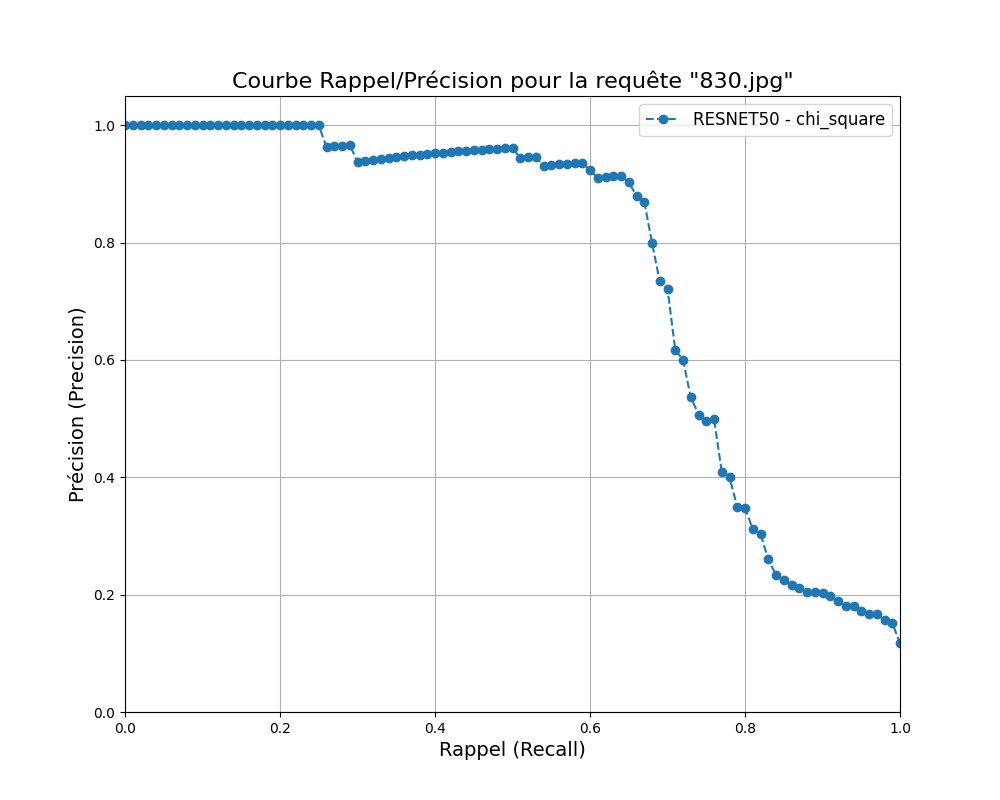 Courbe Rappel/Précision pour la requête "830.jpg"
RESNET50 - chi_square
1.0
0.8
0.6
0.4
0.2
0.0
Précision (Precision)
0.0 0.2 0.4 0.6 0.8 1.0
Rappel (Recall)